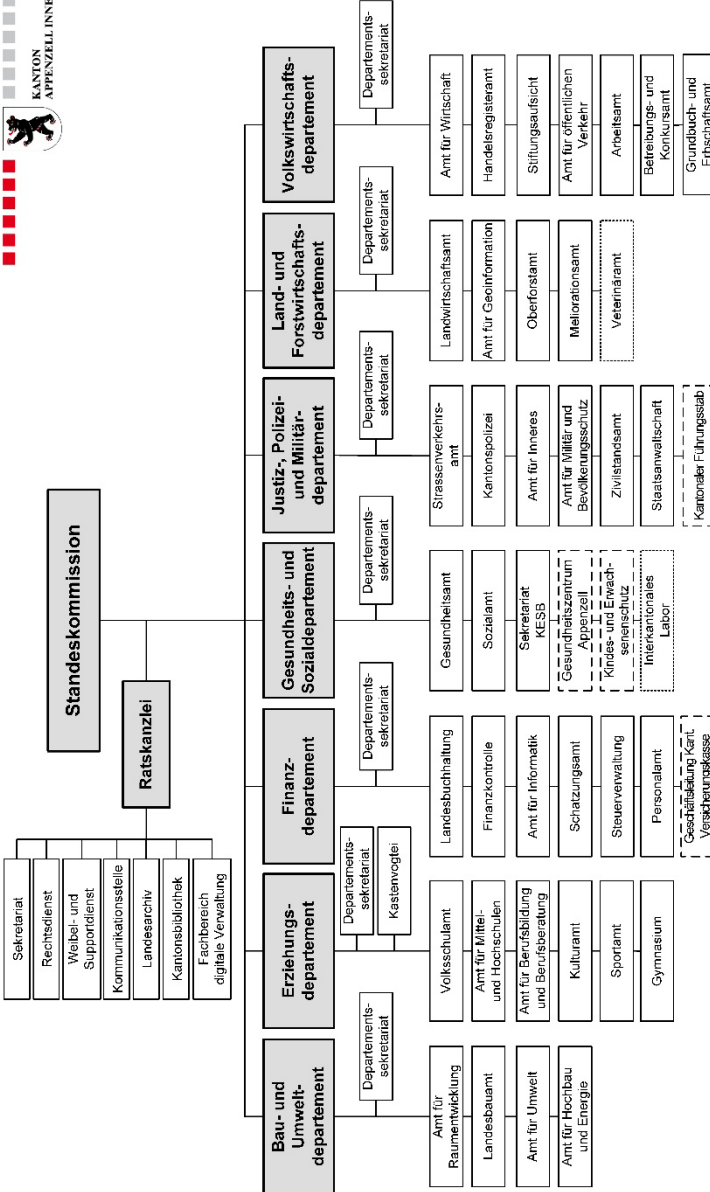 KANTON
APPENZELL INNE
Standeskommission
Ratskanzlei
Sekretariat
Rechtsdienst
Weibel- und
Supportdienst
Kommunikationsstelle
Landesarchiv
Kantonsbibliothek
Fachbereich
digitale Verwaltung
Bau- und
Umwelt-
departement
Departements-
sekretariat
Amt für
Raumentwicklung
Landesbauamt
Amt für Umwelt
Amt für Hochbau
und Energie
Erziehungs-
departement
Departements-
sekretariat
Kastenvogtei
Volksschulamt
Amt für Mittel-
und Hochschulen
Amt für Berufsbildung
und Berufsberatung
Kulturamt
Sportamt
Gymnasium
Finanz-
departement
Departements-
sekretariat
Landesbuchhaltung
Finanzkontrolle
Amt für Informatik
Schatzungsamt
Steuerverwaltung
Personalamt
Geschäftsleitung Kant.
Versicherungskasse
Gesundheits- und
Sozialdepartement
Departements-
sekretariat
Gesundheitsamt
Sozialamt
Sekretariat
KESB
Gesundheitszentrum
Appenzell
Kindes- und Erwach-
senenschutz
Interkantonales
Labor
Justiz-, Polizei-
und Militär-
departement
Departements-
sekretariat
Strassenverkehrs-
amt
Kantonspolizei
Amt für Inneres
Amt für Militär und
Bevölkerungsschutz
Zivilstandsamt
Staatsanwaltschaft
Kantonaler Führungsstab
Land- und
Forstwirtschafts-
departement
Departements-
sekretariat
Landwirtschaftsamt
Amt für Geoinformation
Oberforstamt
Meliorationsamt
Veterinäramt
Volkswirtschafts-
departement
Departements-
sekretariat
Amt für Wirtschaft
Handelsregisteramt
Stiftungsaufsicht
Amt für öffentlichen
Verkehr
Arbeitsamt
Betreibungs- und
Konkursamt
Grundbuch- und
Erbschaftsamt